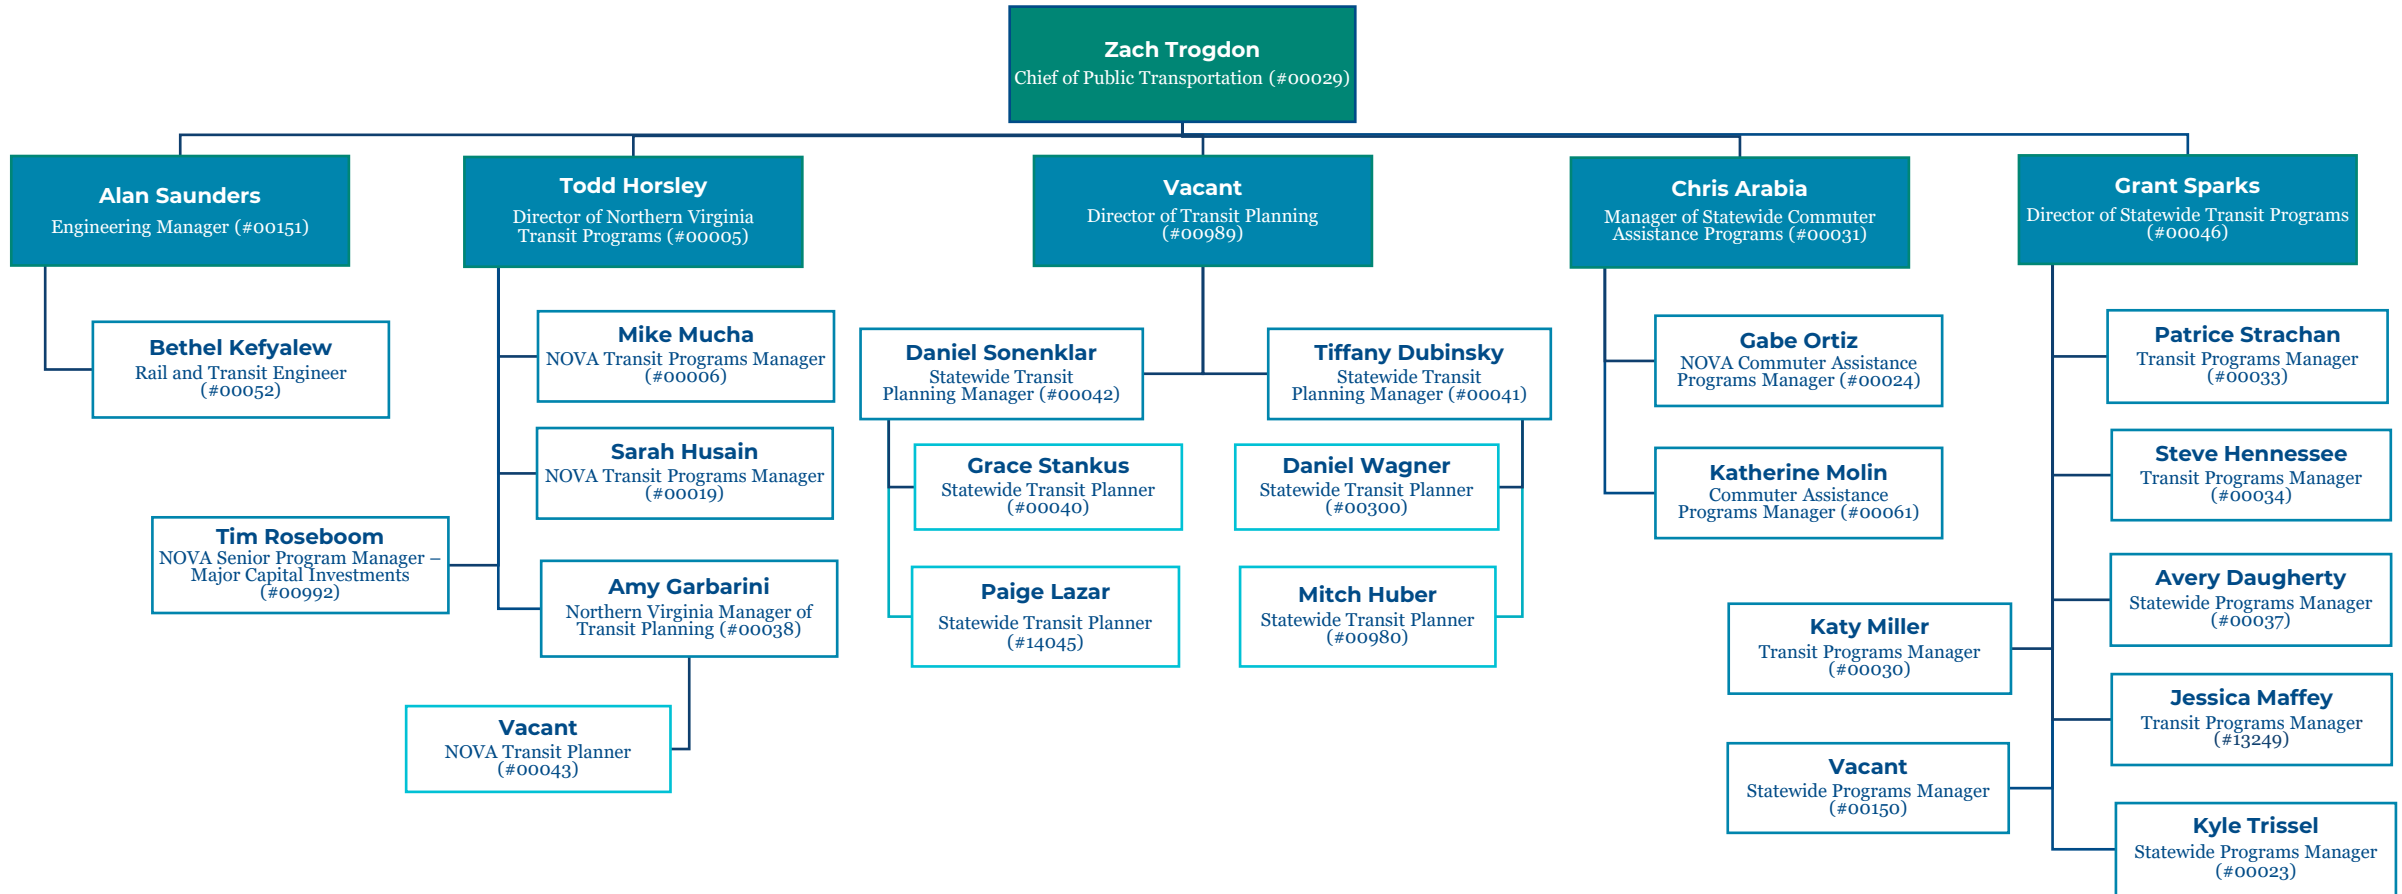 Zach Trogdon
Chief of Public Transportation (#00029)
Alan Saunders
Engineering Manager (#00151)
Todd Horsley
Director of Northern Virginia
Transit Programs (#00005)
Vacant
Director of Transit Planning
(#00989)
Chris Arabia
Manager of Statewide Commuter
Assistance Programs (#00031)
Grant Sparks
Director of Statewide Transit Programs
(#00046)
Bethel Kefyalew
Rail and Transit Engineer
(#00052)
Mike Mucha
NOVA Transit Programs Manager
(#00006)
Sarah Husain
NOVA Transit Programs Manager
(#00019)
Tim Roseboom
NOVA Senior Program Manager –
Major Capital Investments
(#00992)
Amy Garbarini
Northern Virginia Manager of
Transit Planning (#00038)
Vacant
NOVA Transit Planner
(#00043)
Daniel Sonenklar
Statewide Transit
Planning Manager (#00042)
Tiffany Dubinsky
Statewide Transit
Planning Manager (#00041)
Grace Stankus
Statewide Transit Planner
(#00040)
Daniel Wagner
Statewide Transit Planner
(#00300)
Paige Lazar
Statewide Transit Planner
(#14045)
Mitch Huber
Statewide Transit Planner
(#00980)
Gabe Ortiz
NOVA Commuter Assistance
Programs Manager (#00024)
Katherine Molin
Commuter Assistance
Programs Manager (#00061)
Patrice Strachan
Transit Programs Manager
(#00033)
Steve Hennessee
Transit Programs Manager
(#00034)
Avery Daugherty
Statewide Programs Manager
(#00037)
Katy Miller
Transit Programs Manager
(#00030)
Jessica Maffey
Transit Programs Manager
(#13249)
Vacant
Statewide Programs Manager
(#00150)
Kyle Trissel
Statewide Programs Manager
(#00023)